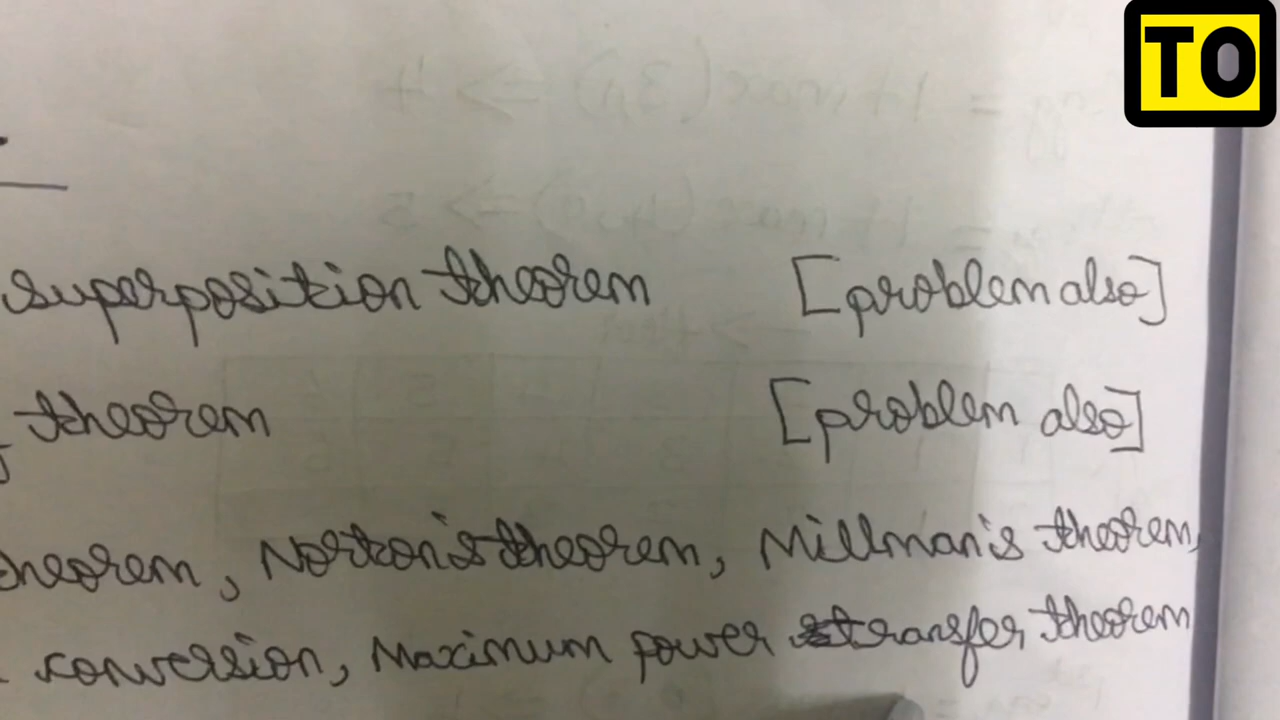 TO
superposition theorem [problem also]
theorem [problem also]
theorem, Norton's theorem, Millman's theorem,
conversion, Maximum power transfer theorem